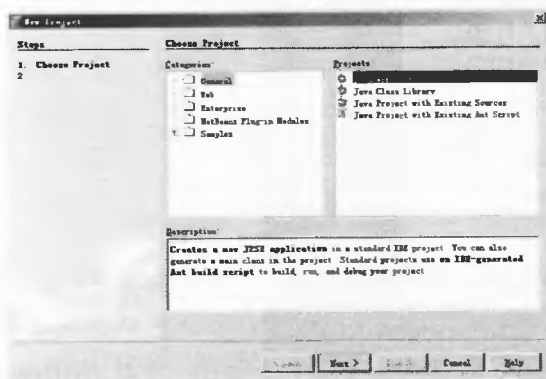 New Project
Steps
1. Choose Project
2
Choose Project
Categories:
General
Web
Enterprise
NetBeans Plug-in Modules
Samples
Projects
Java Class Library
Java Project with Existing Sources
Java Project with Existing Ant Script
Description:
Creates a new J2SE application in a standard IDE project. You can also
generate a main class in the project. Standard projects use an IDE-generated
Ant build script to build, run, and debug your project
Next >
Cancel
Help